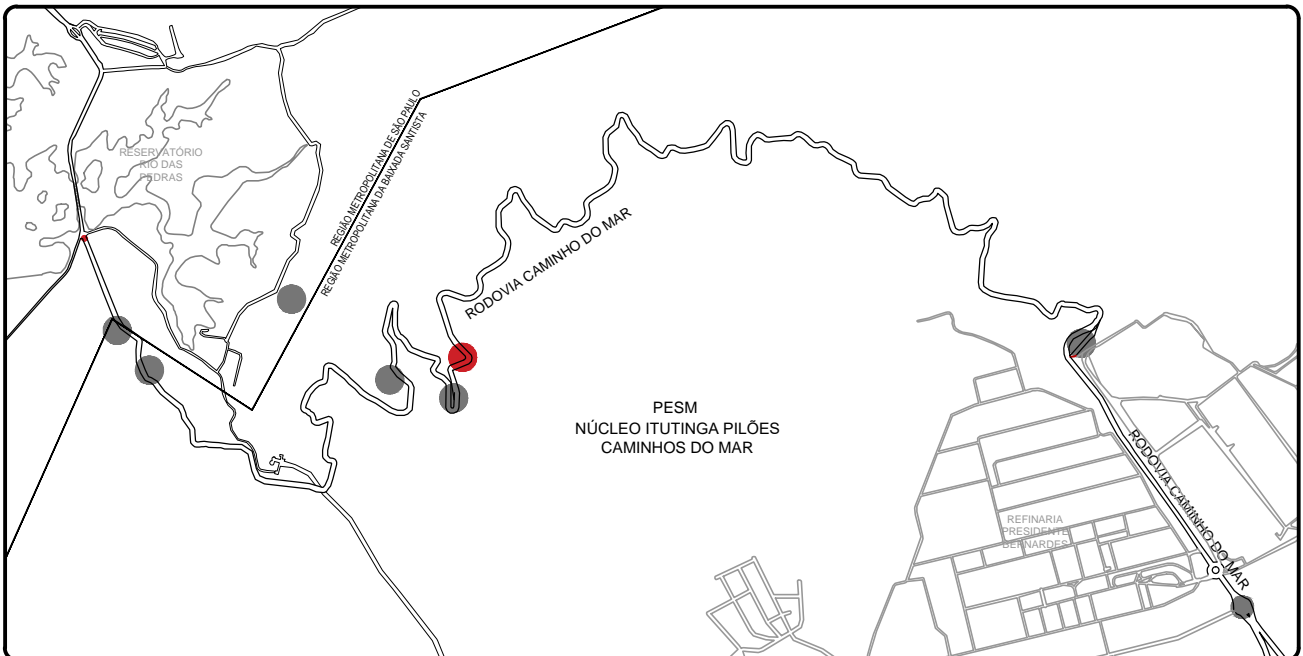 RESERVATÓRIO
RIO DAS
PEDRAS
REGIÃO METROPOLITANA DE SÃO PAULO
REGIÃO METROPOLITANA DA BAIXADA SANTISTA
RODOVIA CAMINHO DO MAR
PESM
NÚCLEO ITUTINGA PILÕES
CAMINHOS DO MAR
RODOVIA CAMINHO DO MAR
REFINARIA
PRESIDENTE
BERNARDES